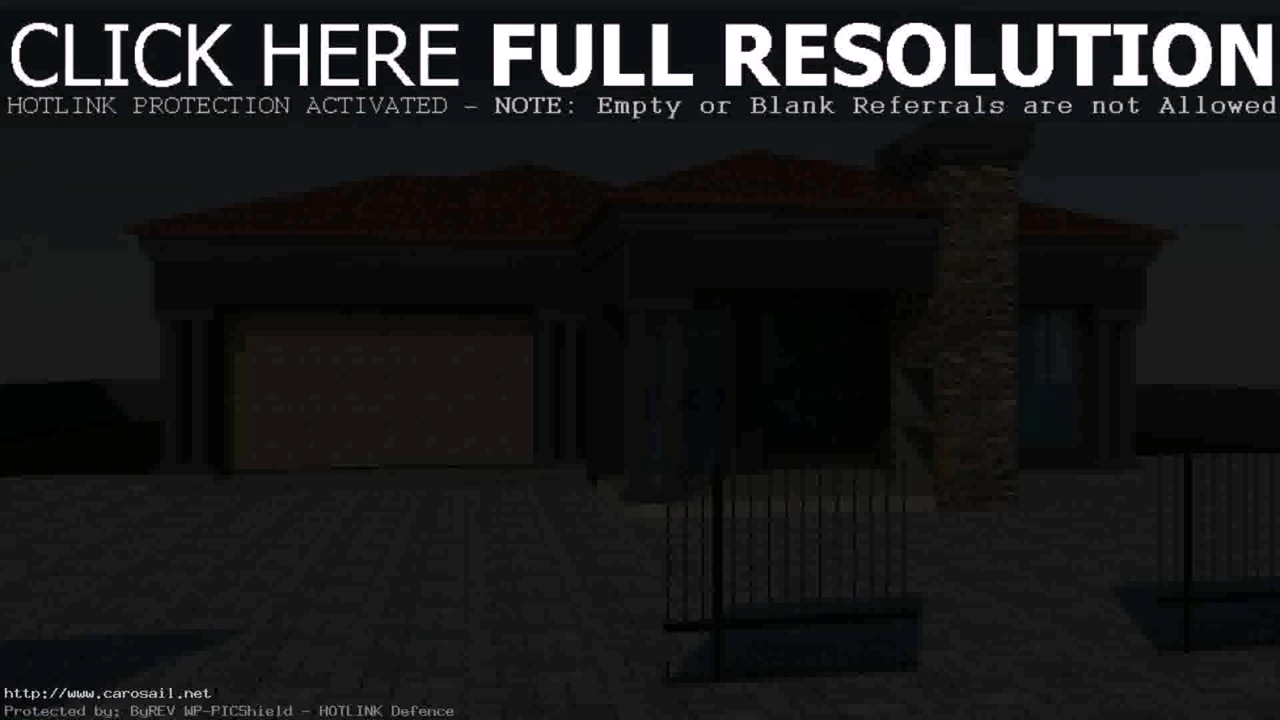 CLICK HERE FULL RESOLUTION
HOTLINK PROTECTION ACTIVATED - NOTE: Empty or Blank Referrals are not Allowed
http://www.carosail.net
Protected by: ByREV WP-PICShield - HOTLINK Defence